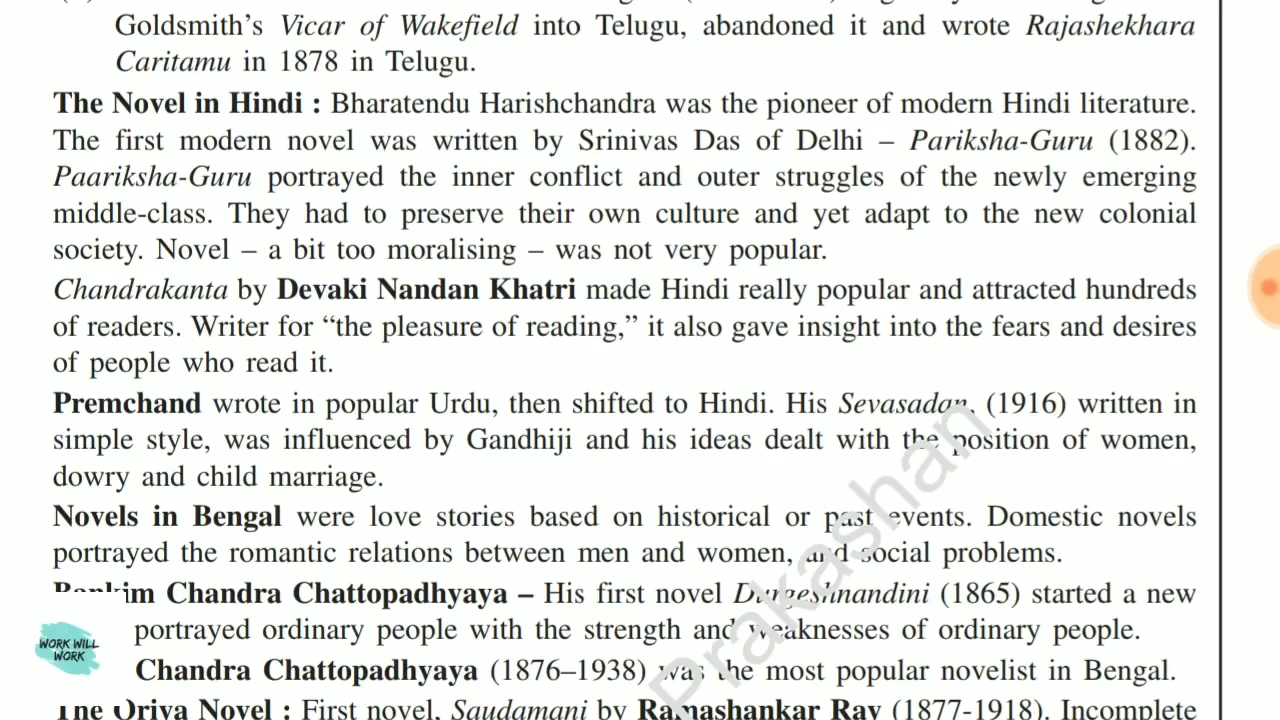 Goldsmith's Vicar of Wakefield into Telugu, abandoned it and wrote Rajashekhara
Caritamu in 1878 in Telugu.
The Novel in Hindi : Bharatendu Harishchandra was the pioneer of modern Hindi literature.
The first modern novel was written by Srinivas Das of Delhi – Pariksha-Guru (1882).
Paariksha-Guru portrayed the inner conflict and outer struggles of the newly emerging
middle-class. They had to preserve their own culture and yet adapt to the new colonial
society. Novel – a bit too moralising – was not very popular.
Chandrakanta by Devaki Nandan Khatri made Hindi really popular and attracted hundreds
of readers. Writer for “the pleasure of reading,” it also gave insight into the fears and desires
of people who read it.
Premchand wrote in popular Urdu, then shifted to Hindi. His Sevasadan, (1916) written in
simple style, was influenced by Gandhiji and his ideas dealt with the position of women,
dowry and child marriage.
Novels in Bengal were love stories based on historical or past events. Domestic novels
portrayed the romantic relations between men and women, and social problems.
Bankim Chandra Chattopadhyaya – His first novel Durgeshnandini (1865) started a new
portrayed ordinary people with the strength and weaknesses of ordinary people.
Chandra Chattopadhyaya (1876–1938) was the most popular novelist in Bengal.
The Oriya Novel : First novel, Saudamani by Ramashankar Ray (1877-1918). Incomplete
WORK WILL
WORK
Prakashan